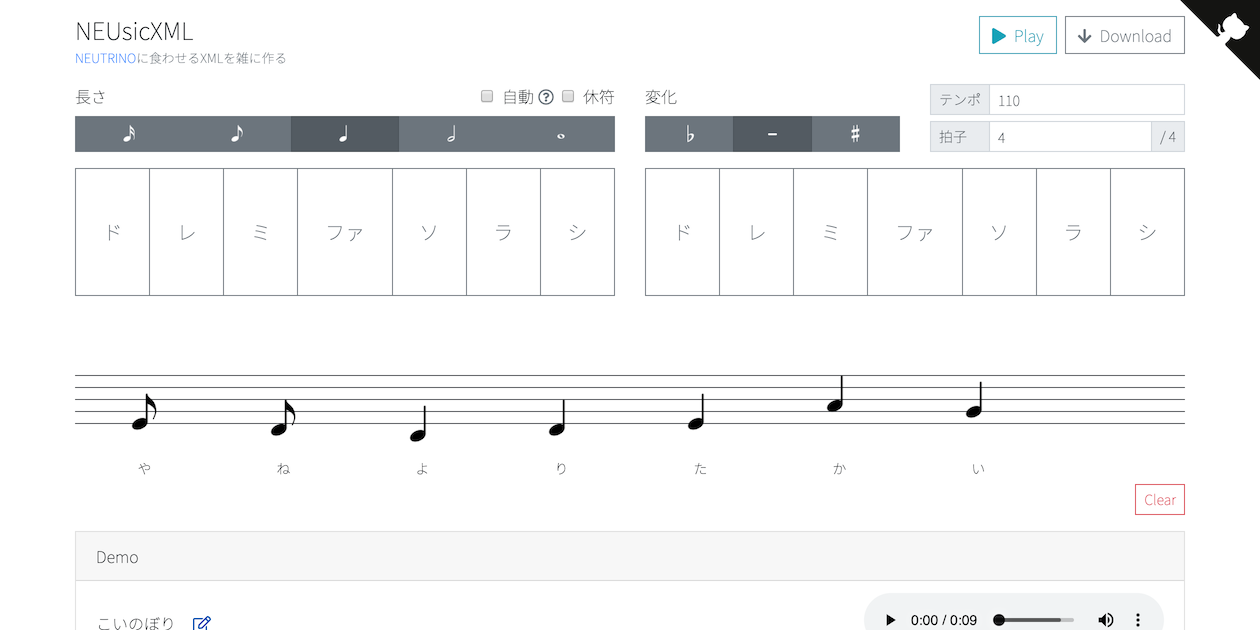 NEUsicXML
Play
Download
NEUTRINOに食わせるXMLを雑に作る
長さ
自動
休符
変化
テンポ 110
拍子 4 / 4
ド レ ミ ファ ソ ラ シ
ド レ ミ ファ ソ ラ シ
や ね よ り た か い
Clear
Demo
こいのぼり
0:00 / 0:09